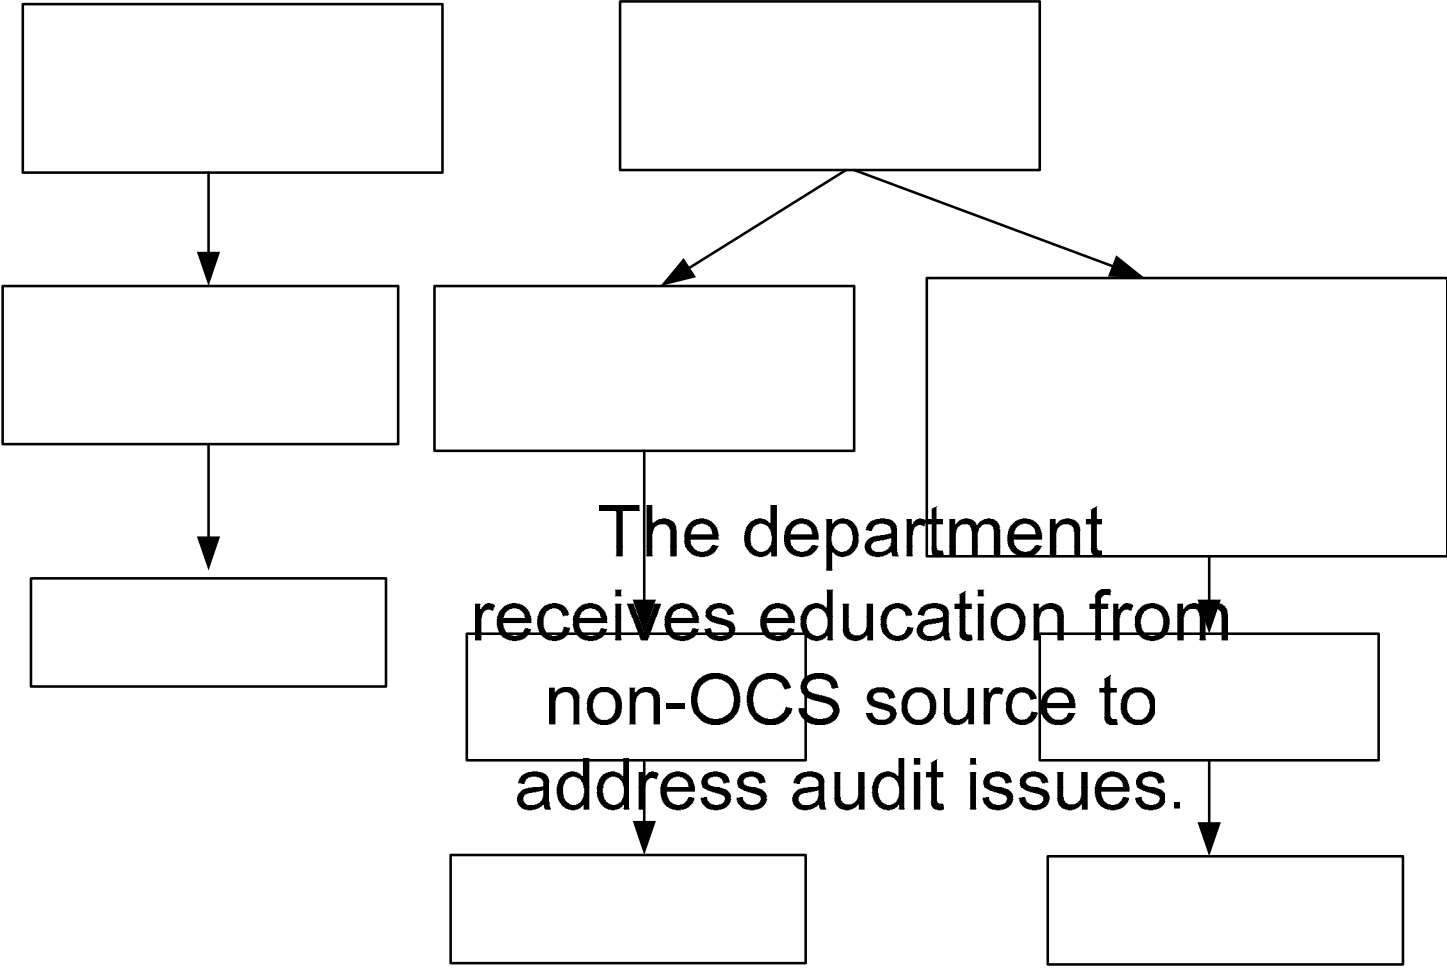 The department
receives education from
non-OCS source to
address audit issues.